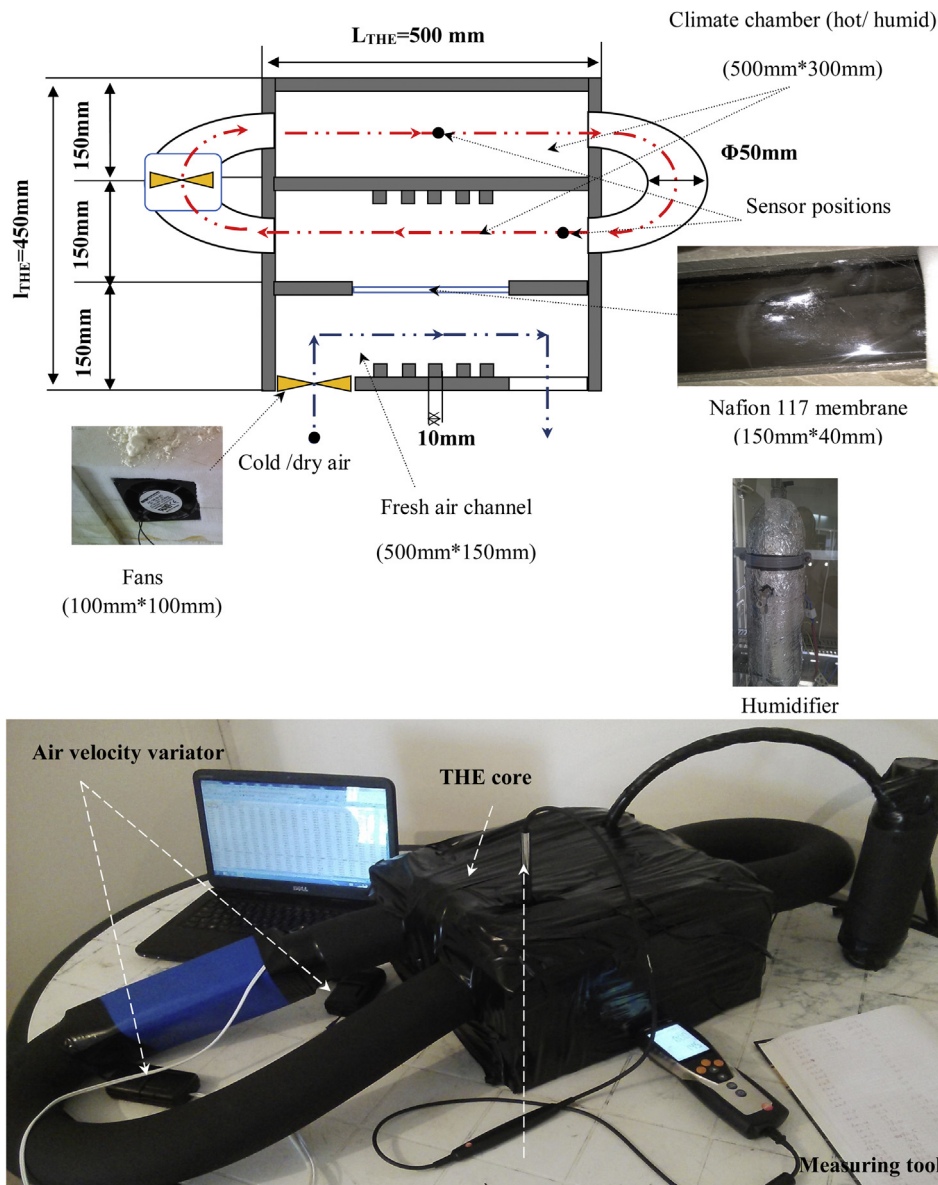 Climate chamber (hot/ humid)
(500mm*300mm)
L_THE=500 mm
150mm
150mm
150mm
l_THE=450mm
Φ50mm
Sensor positions
Nafion 117 membrane
(150mm*40mm)
10mm
Cold /dry air
Fresh air channel
(500mm*150mm)
Fans
(100mm*100mm)
Humidifier
Air velocity variator
THE core
DELL
Measuring tool